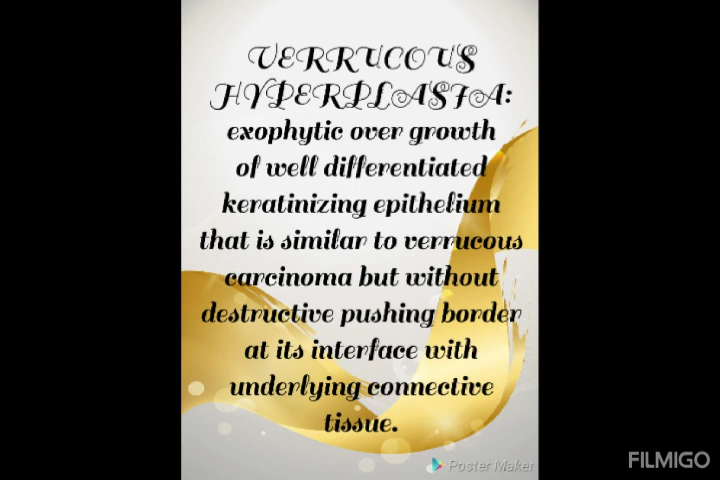 VERRUCOUS
HYPERPLASIA:
exophytic over growth
of well differentiated
keratinizing epithelium
that is similar to verrucous
carcinoma but without
destructive pushing border
at its interface with
underlying connective
tissue.
Poster Maker
FILMIGO